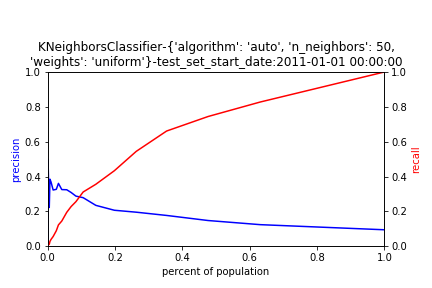 KNeighborsClassifier-{'algorithm': 'auto', 'n_neighbors': 50,
'weights': 'uniform'}-test_set_start_date:2011-01-01 00:00:00
1.0
0.8
0.6
0.4
0.2
0.0
precision
1.0
0.8
0.6
0.4
0.2
0.0
recall
0.0 0.2 0.4 0.6 0.8 1.0
percent of population